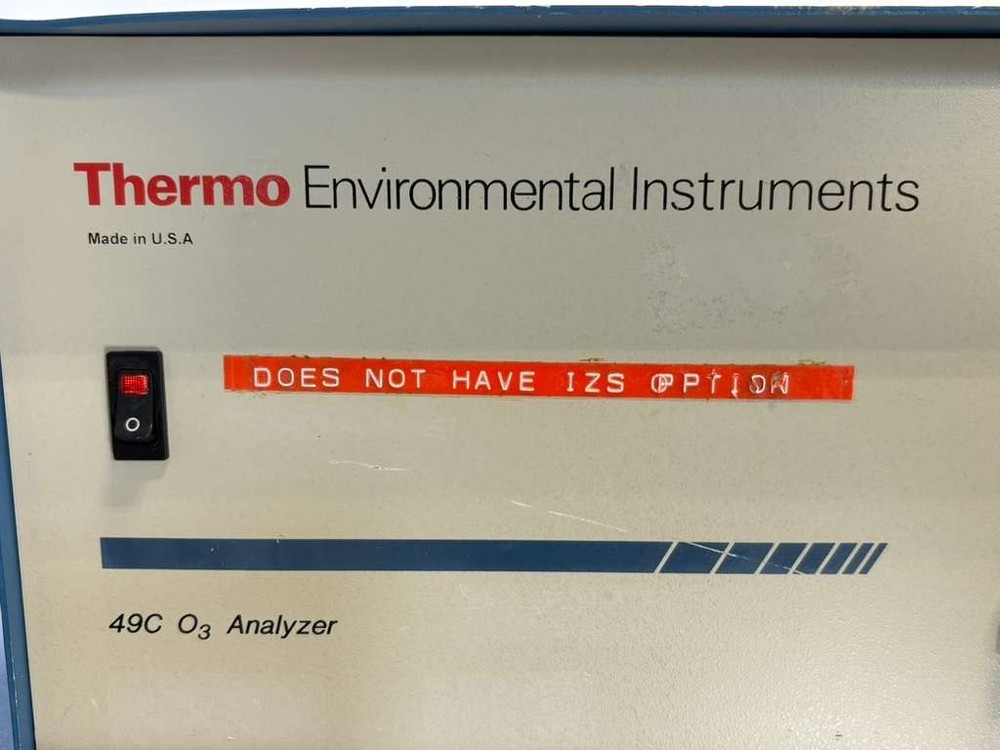 Thermo Environmental Instruments
Made in U.S.A
DOES NOT HAVE IZS OPTION
O
49C O₃ Analyzer